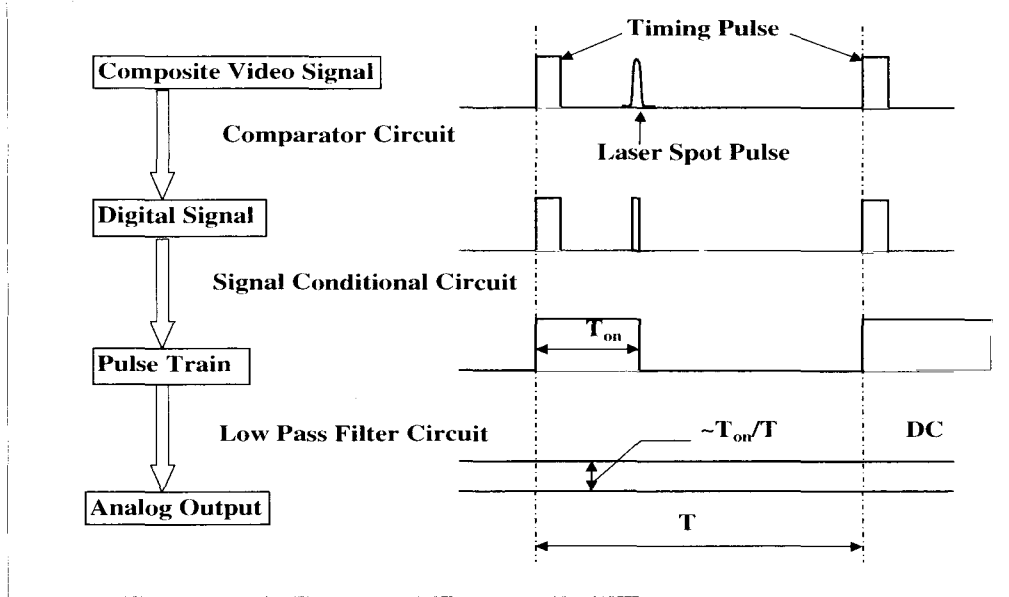 Timing Pulse
Composite Video Signal
Comparator Circuit
Laser Spot Pulse
Digital Signal
Signal Conditional Circuit
Ton
Pulse Train
Low Pass Filter Circuit
~Ton/T
DC
Analog Output
T